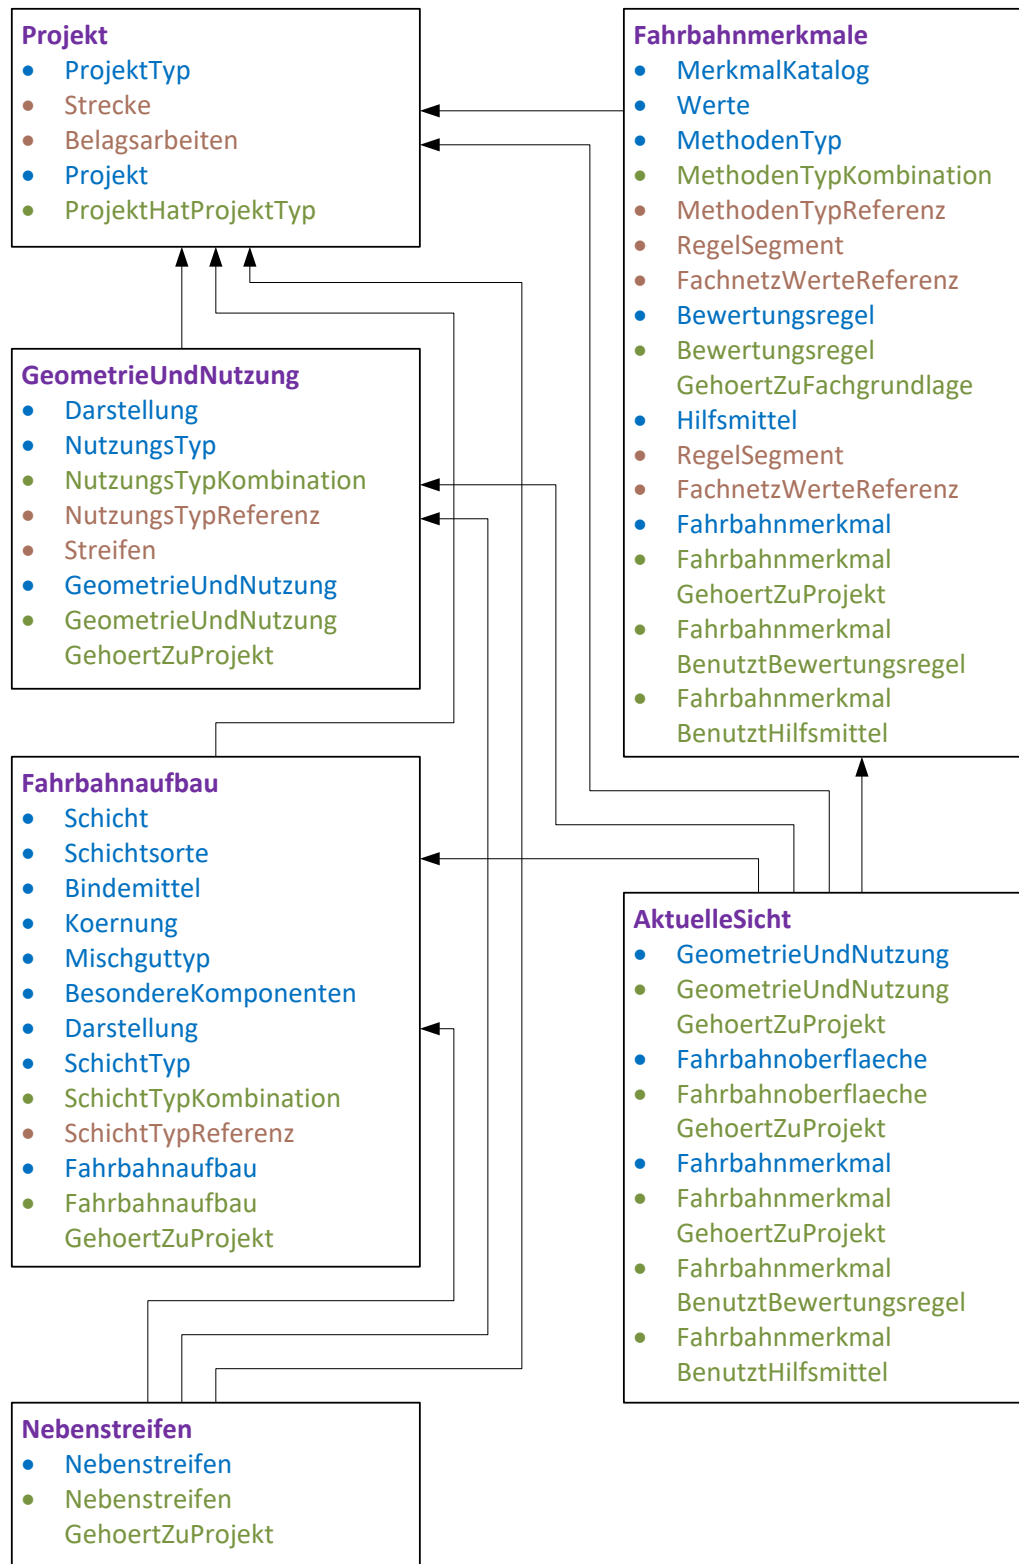 Projekt
• ProjektTyp
• Strecke
• Belagsarbeiten
• Projekt
• ProjektHatProjektTyp
GeometrieUndNutzung
• Darstellung
• NutzungsTyp
• NutzungsTypKombination
• NutzungsTypReferenz
• Streifen
• GeometrieUndNutzung
• GeometrieUndNutzung
GehoertZuProjekt
Fahrbahnaufbau
• Schicht
• Schichtsorte
• Bindemittel
• Koernung
• Mischguttyp
• BesondereKomponenten
• Darstellung
• SchichtTyp
• SchichtTypKombination
• SchichtTypReferenz
• Fahrbahnaufbau
• Fahrbahnaufbau
GehoertZuProjekt
Nebenstreifen
• Nebenstreifen
• Nebenstreifen
GehoertZuProjekt
Fahrbahnmerkmale
• MerkmalKatalog
• Werte
• MethodenTyp
• MethodenTypKombination
• MethodenTypReferenz
• RegelSegment
• FachnetzWerteReferenz
• Bewertungsregel
• Bewertungsregel
GehoertZuFachgrundlage
• Hilfsmittel
• RegelSegment
• FachnetzWerteReferenz
• Fahrbahnmerkmal
• Fahrbahnmerkmal
GehoertZuProjekt
• Fahrbahnmerkmal
BenutztBewertungsregel
• Fahrbahnmerkmal
BenutztHilfsmittel
AktuelleSicht
• GeometrieUndNutzung
• GeometrieUndNutzung
GehoertZuProjekt
• Fahrbahnoberflaeche
• Fahrbahnoberflaeche
GehoertZuProjekt
• Fahrbahnmerkmal
• Fahrbahnmerkmal
GehoertZuProjekt
• Fahrbahnmerkmal
BenutztBewertungsregel
• Fahrbahnmerkmal
BenutztHilfsmittel